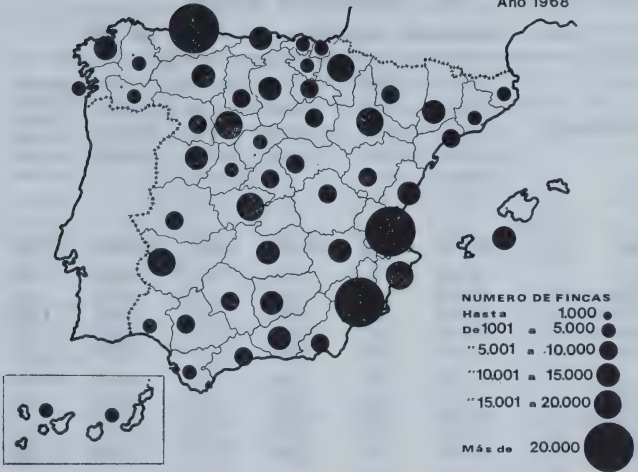 Año 1968
NUMERO DE FINCAS
Hasta 1.000
De 1001 a 5.000
" 5.001 a 10.000
" 10.001 a 15.000
" 15.001 a 20.000
Más de 20.000